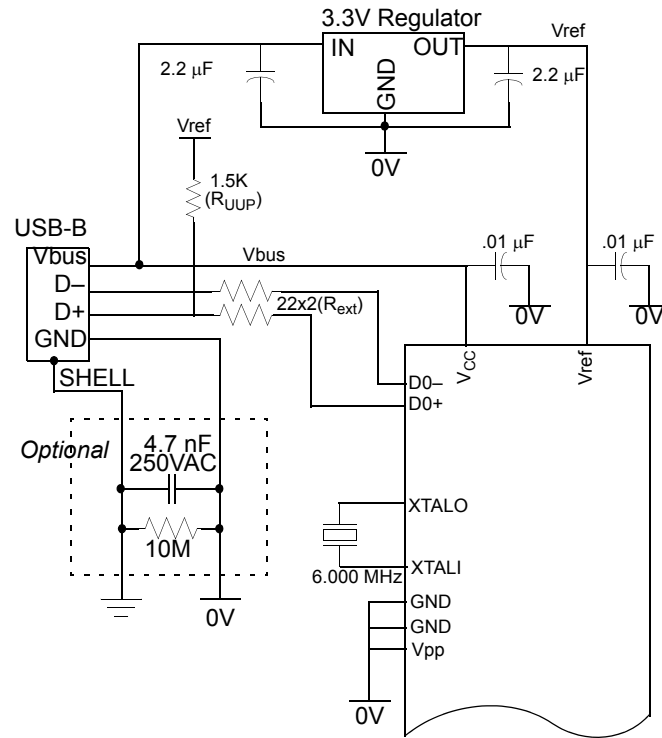 3.3V Regulator
IN
OUT
GND
Vref
2.2 µF
2.2 µF
0V
Vref
1.5K
(RUUP)
USB-B
Vbus
D–
D+
GND
SHELL
Vbus
22x2(Rext)
.01 µF
0V
.01 µF
0V
VCC
Vref
D0–
D0+
Optional
4.7 nF
250VAC
10M
0V
XTALO
6.000 MHz
XTALI
GND
GND
Vpp
0V